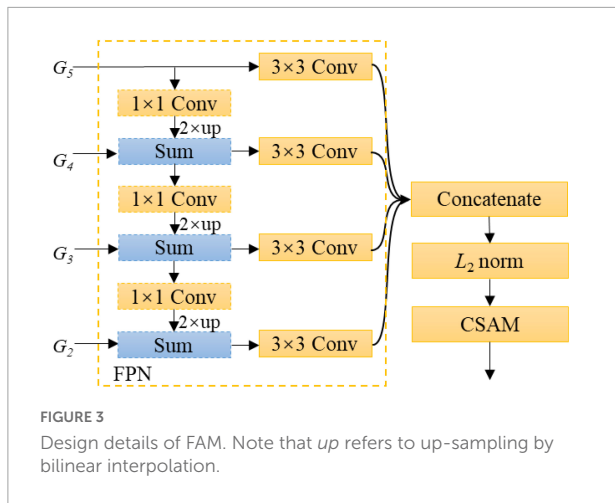 G₅
3×3 Conv
1×1 Conv
2×up
G₄
Sum
3×3 Conv
Concatenate
1×1 Conv
2×up
G₃
Sum
3×3 Conv
L₂ norm
1×1 Conv
2×up
CSAM
G₂
Sum
3×3 Conv
FPN
FIGURE 3
Design details of FAM. Note that up refers to up-sampling by
bilinear interpolation.